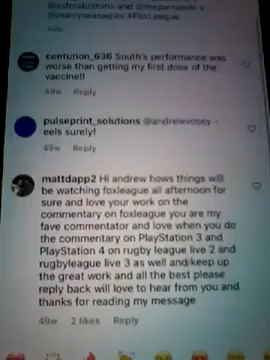 @marryseasagles #FoxLeague
49w
centurion_636 South's performance was
worse than getting my first dose of the
vaccine!!
49w Reply
pulseprint_solutions @andrewvossy -
eels surely!
49w Reply
mattdapp2 Hi andrew hows things will
be watching foxleague all afternoon for
sure and love your work on the
commentary on foxleague you are my
fave commentator and love when you do
the commentary on PlayStation 3 and
PlayStation 4 on rugby league live 2 and
rugbyleague live 3 as well and keep up
the great work and all the best please
reply back will love to hear from you and
thanks for reading my message
49w 2 likes Reply